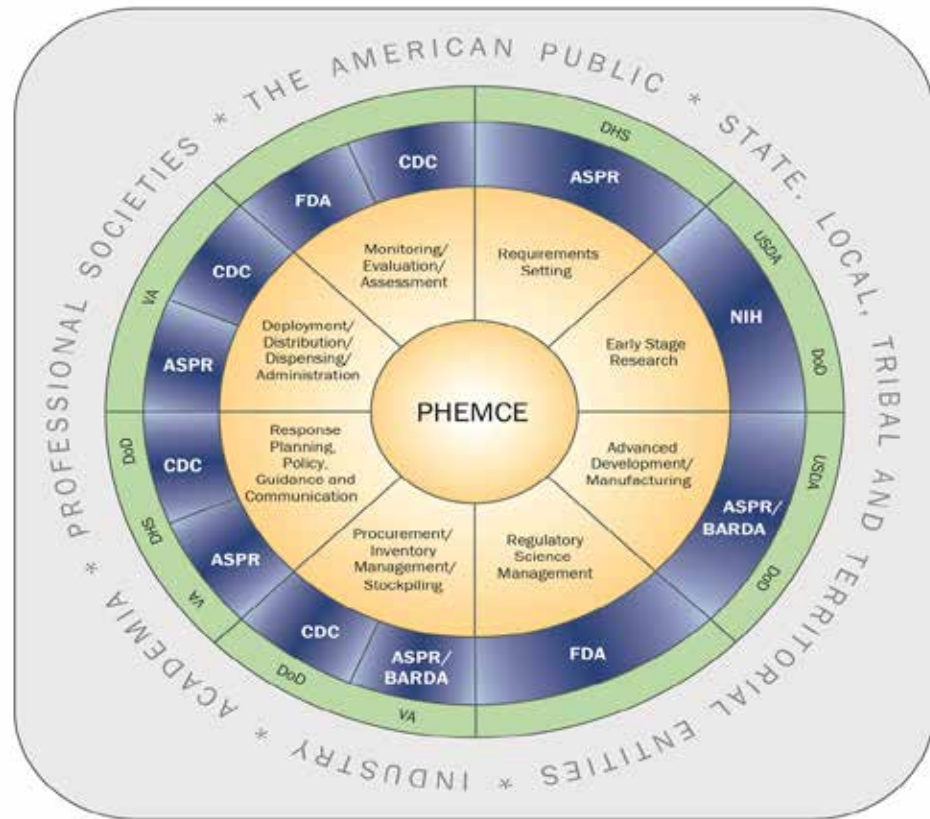 PROFESSIONAL SOCIETIES * THE AMERICAN PUBLIC * STATE, LOCAL, TRIBAL AND TERRITORIAL ENTITIES * INDUSTRY * ACADEMIA *
DHS
USDA
DoD
USDA
DoD
VA
DoD
VA
DHS
DoD
VA
ASPR
NIH
ASPR/
BARDA
FDA
ASPR/
BARDA
CDC
ASPR
CDC
ASPR
CDC
FDA
CDC
Requirements
Setting
Early Stage
Research
Advanced
Development/
Manufacturing
Regulatory
Science
Management
Procurement/
Inventory
Management/
Stockpiling
Response
Planning,
Policy,
Guidance and
Communication
Deployment/
Distribution/
Dispensing/
Administration
Monitoring/
Evaluation/
Assessment
PHEMCE